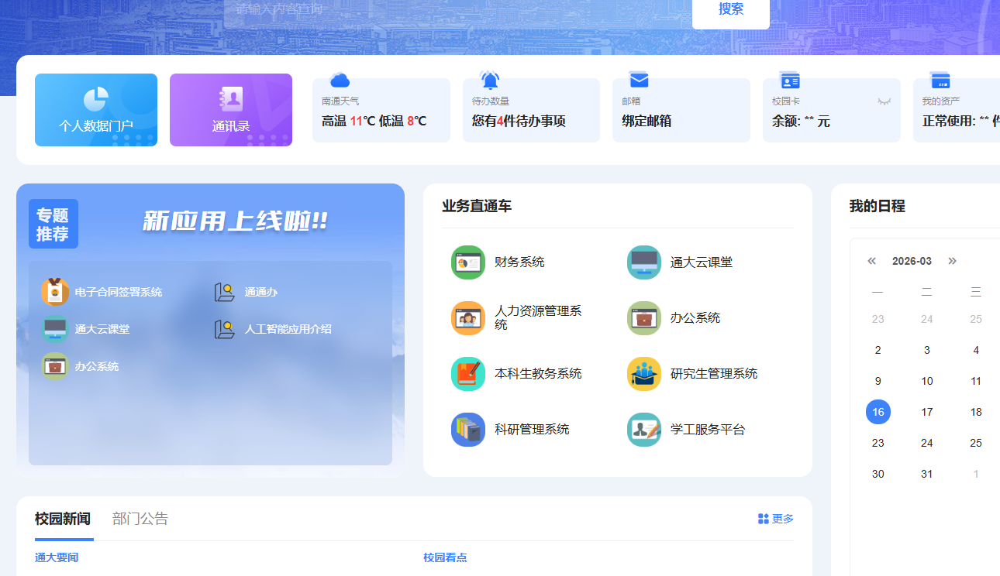 请输入内容查询
搜索
个人数据门户
通讯录
南通天气
高温 11℃ 低温 8℃
待办数量
您有4件待办事项
邮箱
绑定邮箱
校园卡
余额: ** 元
我的资产
正常使用: ** 件
专题
推荐
新应用上线啦!!
电子合同签署系统
通通办
通大云课堂
人工智能应用介绍
办公系统
业务直通车
财务系统
通大云课堂
人力资源管理系
统
办公系统
本科生教务系统
研究生管理系统
科研管理系统
学工服务平台
我的日程
« 2026-03 »
一 二 三
23 24 25
2 3 4
9 10 11
16 17 18
23 24 25
30 31 1
校园新闻
部门公告
更多
通大要闻
校园看点